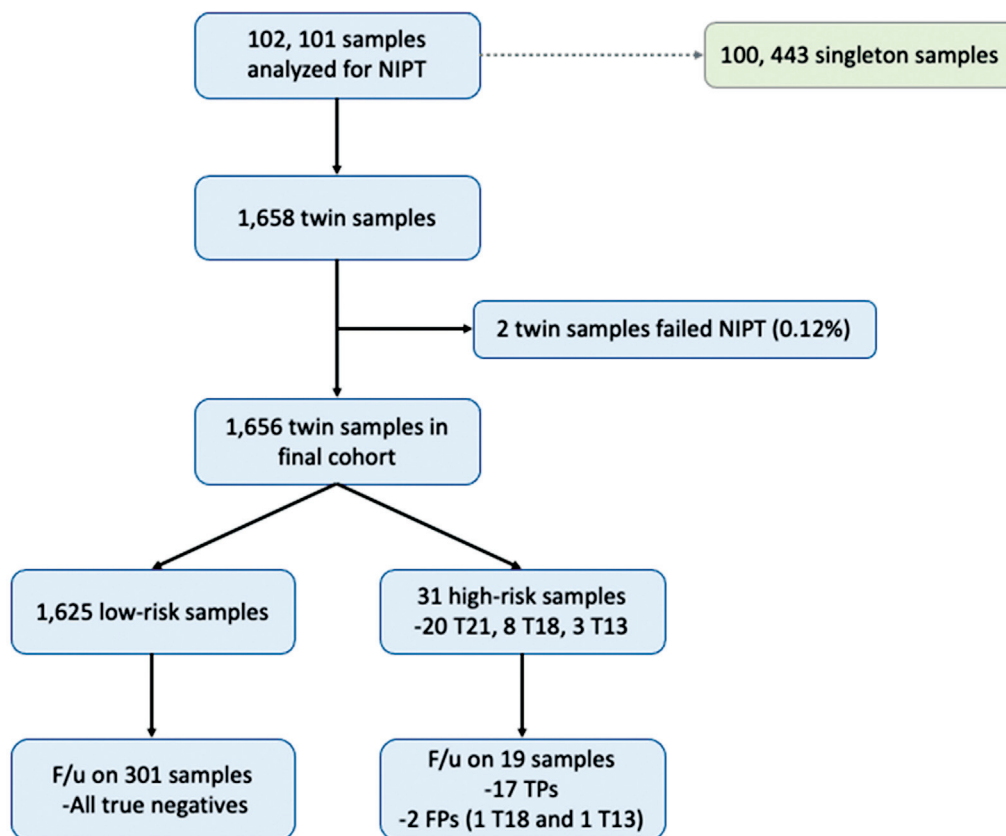 102, 101 samples
analyzed for NIPT
100, 443 singleton samples
1,658 twin samples
2 twin samples failed NIPT (0.12%)
1,656 twin samples in
final cohort
1,625 low-risk samples
31 high-risk samples
-20 T21, 8 T18, 3 T13
F/u on 301 samples
-All true negatives
F/u on 19 samples
-17 TPs
-2 FPs (1 T18 and 1 T13)